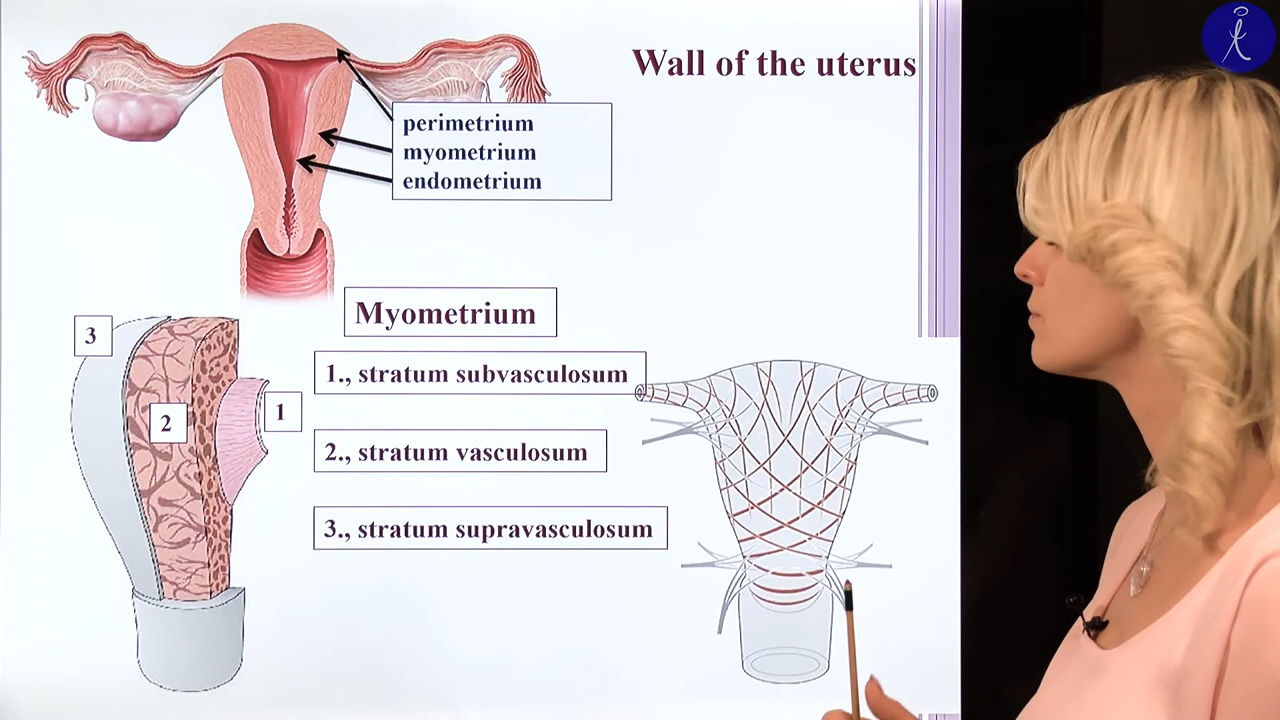 Wall of the uterus
perimetrium
myometrium
endometrium
Myometrium
3
2
1
1., stratum subvasculosum
2., stratum vasculosum
3., stratum supravasculosum